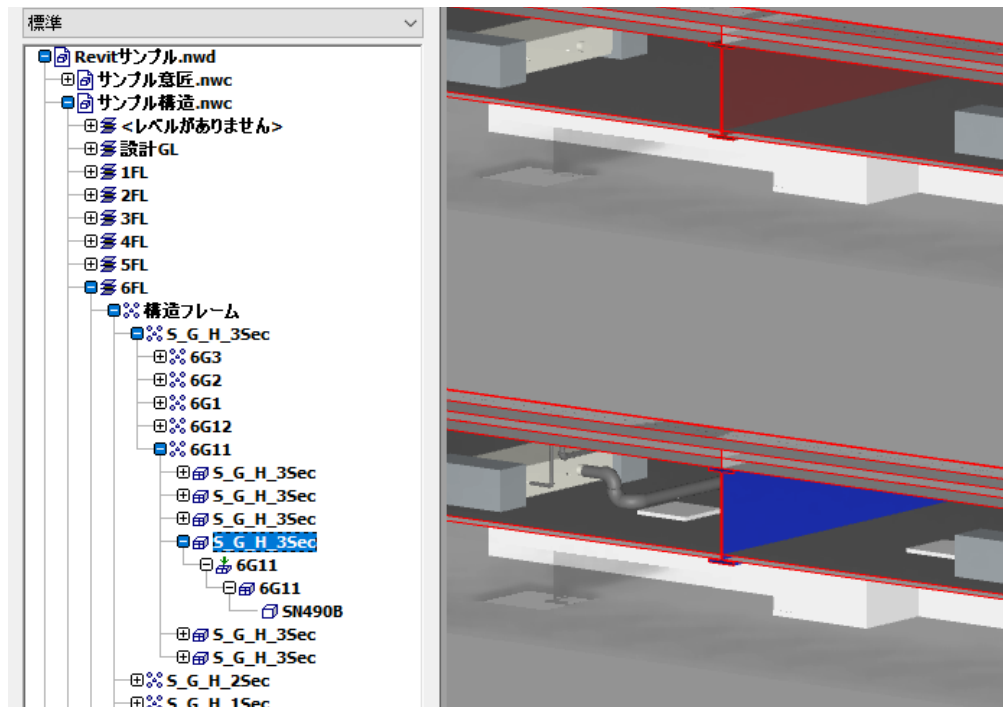 標準
Revitサンプル.nwd
サンプル意匠.nwc
サンプル構造.nwc
<レベルがありません>
設計GL
1FL
2FL
3FL
4FL
5FL
6FL
構造フレーム
S_G_H_3Sec
6G3
6G2
6G1
6G12
6G11
S_G_H_3Sec
S_G_H_3Sec
S_G_H_3Sec
S_G_H_3Sec
6G11
6G11
SN490B
S_G_H_3Sec
S_G_H_3Sec
S_G_H_2Sec
S_G_H_1Sec